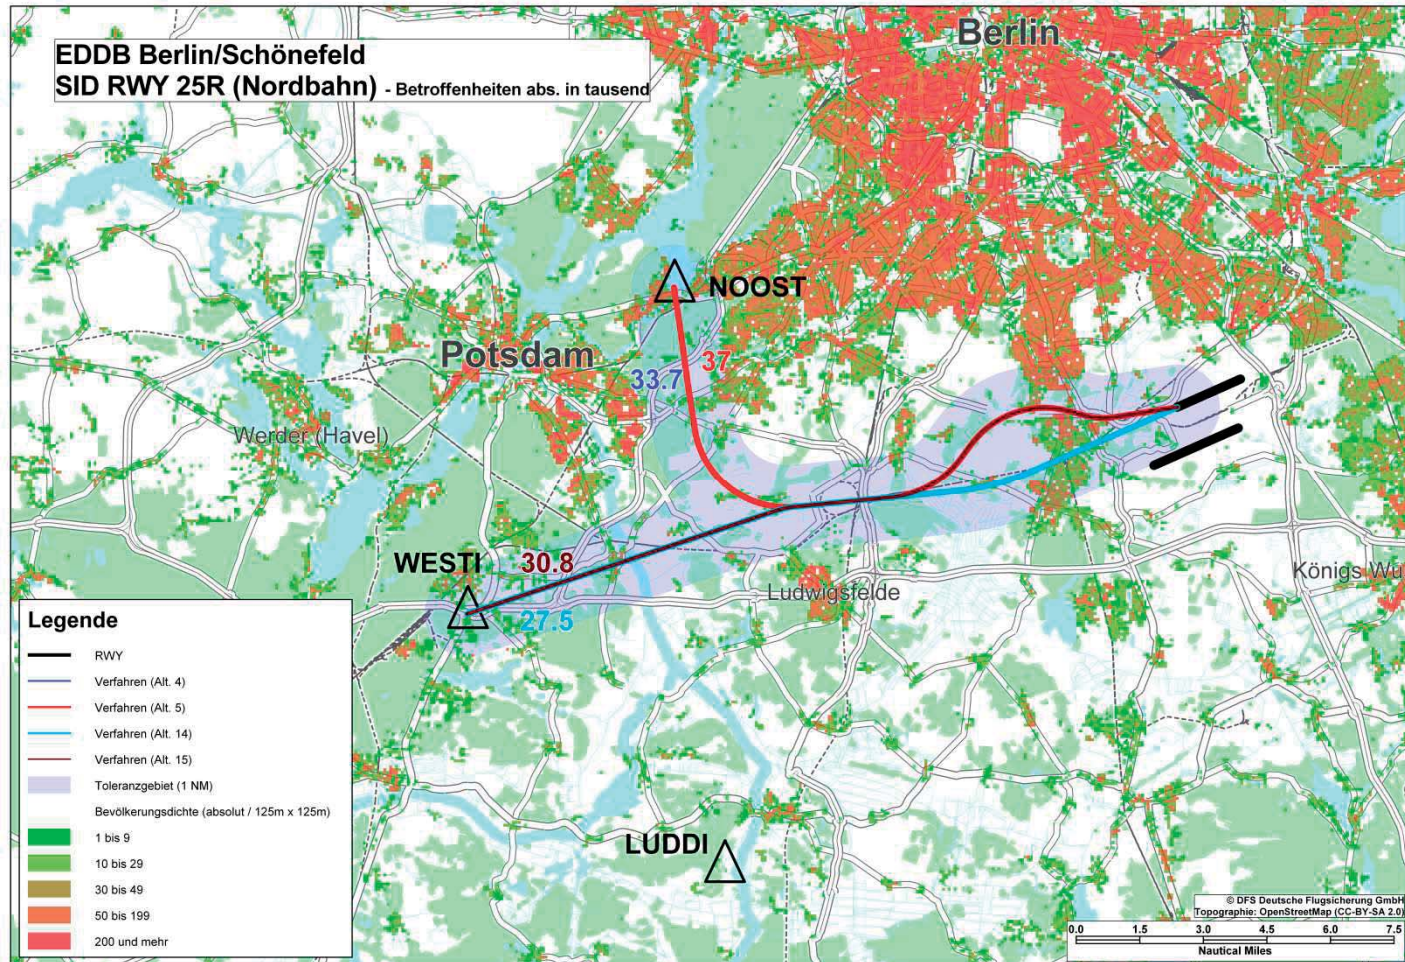 EDDB Berlin/Schönefeld
SID RWY 25R (Nordbahn) - Betroffenheiten abs. in tausend
Berlin
NOOST
Potsdam
37
33.7
Werder (Havel)
WESTI
30.8
27.5
Ludwigsfelde
Königs Wu
LUDDI
Legende
RWY
Verfahren (Alt. 4)
Verfahren (Alt. 5)
Verfahren (Alt. 14)
Verfahren (Alt. 15)
Toleranzgebiet (1 NM)
Bevölkerungsdichte (absolut / 125m x 125m)
1 bis 9
10 bis 29
30 bis 49
50 bis 199
200 und mehr
© DFS Deutsche Flugsicherung GmbH
Topographie: OpenStreetMap (CC-BY-SA 2.0)
0.0 1.5 3.0 4.5 6.0 7.5
Nautical Miles